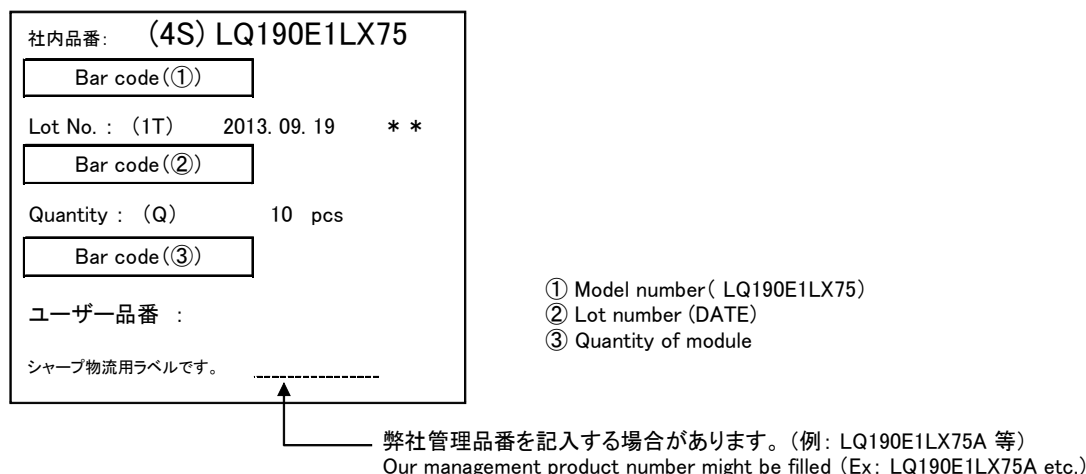 社内品番: (4S) LQ190E1LX75
Bar code(①)
Lot No. : (1T) 2013. 09. 19 * *
Bar code(②)
Quantity : (Q) 10 pcs
Bar code(③)
ユーザー品番 :
シャープ物流用ラベルです。
① Model number( LQ190E1LX75)
② Lot number (DATE)
③ Quantity of module
弊社管理品番を記入する場合があります。(例: LQ190E1LX75A 等)
Our management product number might be filled (Ex: LQ190E1LX75A etc.)